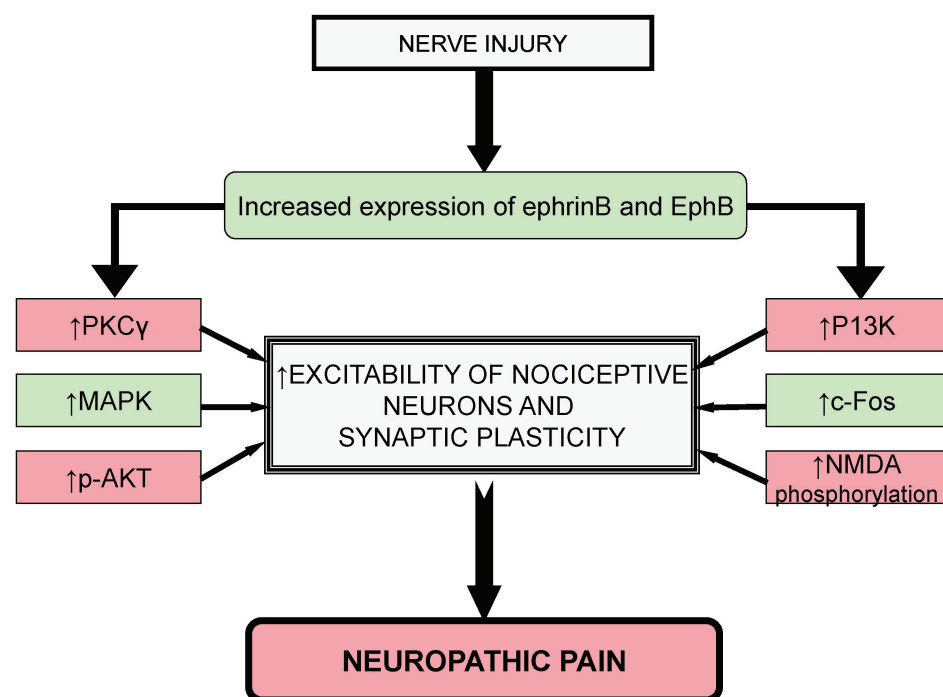 NERVE INJURY
Increased expression of ephrinB and EphB
↑PKCγ
↑MAPK
↑p-AKT
↑EXCITABILITY OF NOCICEPTIVE
NEURONS AND
SYNAPTIC PLASTICITY
↑P13K
↑c-Fos
↑NMDA
phosphorylation
NEUROPATHIC PAIN